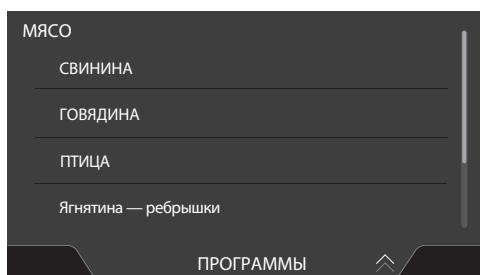 МЯСО
СВИНИНА
ГОВЯДИНА
ПТИЦА
Ягнятина — ребрышки
ПРОГРАММЫ